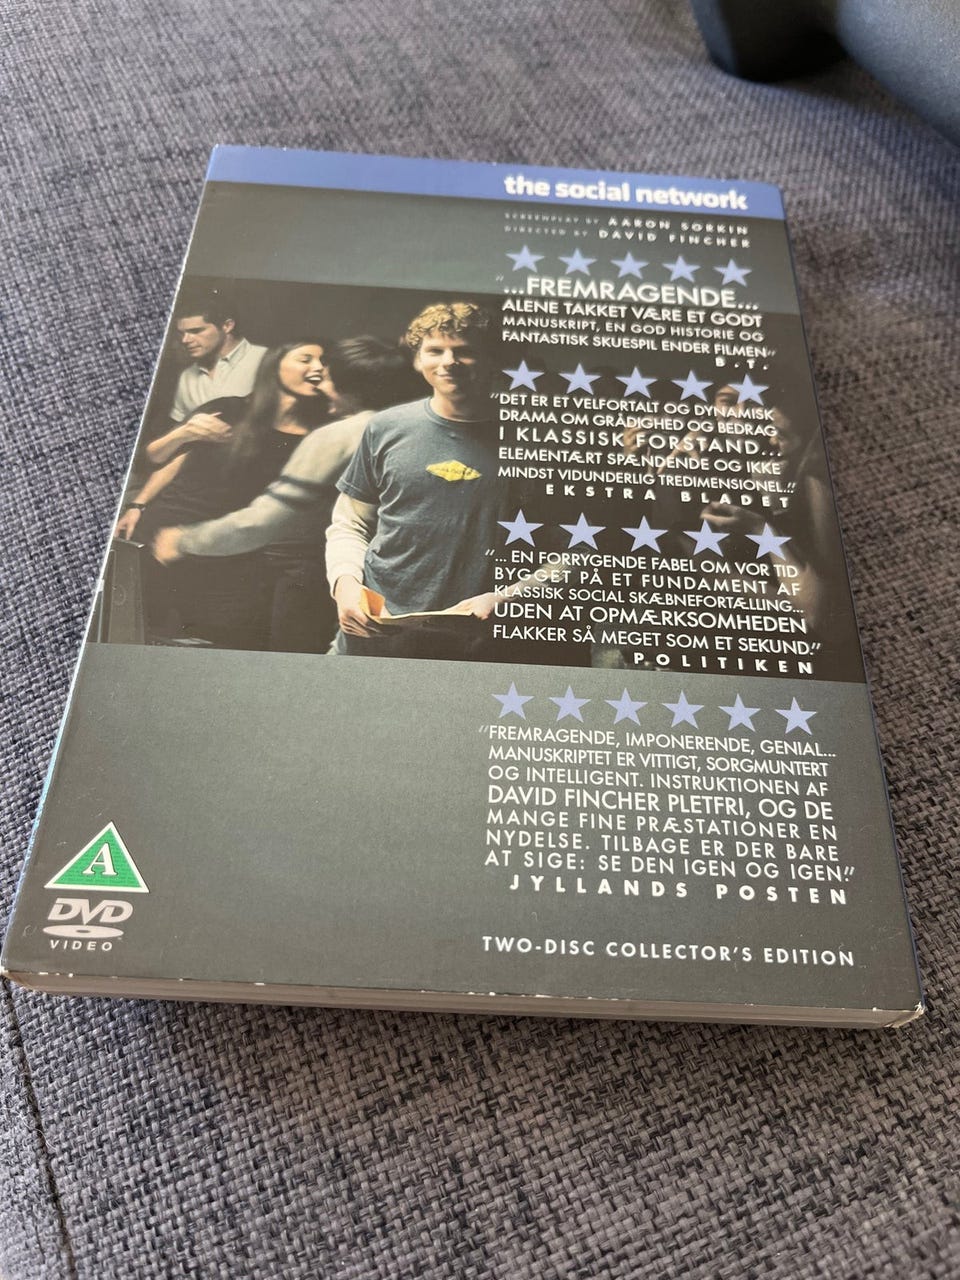 the social network
SCREENPLAY BY AARON SORKIN
DIRECTED BY DAVID FINCHER
"...FREMRAGENDE...
ALENE TAKKET VÆRE ET GODT
MANUSKRIPT, EN GOD HISTORIE OG
FANTASTISK SKUESPIL ENDER FILMEN"
B.T.
"DET ER ET VELFORTALT OG DYNAMISK
DRAMA OM GRÅDIGHED OG BEDRAG
I KLASSISK FORSTAND...
ELEMENTÆRT SPÆNDENDE OG IKKE
MINDST VIDUNDERLIG TREDIMENSIONEL..."
EKSTRA BLADET
"... EN FORRYGENDE FABEL OM VOR TID
BYGGET PÅ ET FUNDAMENT AF
KLASSISK SOCIAL SKÆBNEFORTÆLLING...
UDEN AT OPMÆRKSOMHEDEN
FLAKKER SÅ MEGET SOM ET SEKUND."
POLITIKEN
"FREMRAGENDE, IMPONERENDE, GENIAL...
MANUSKRIPTET ER VITTIGT, SORGMUNTERT
OG INTELLIGENT. INSTRUKTIONEN AF
DAVID FINCHER PLETFRI, OG DE
MANGE FINE PRÆSTATIONER EN
NYDELSE. TILBAGE ER DER BARE
AT SIGE: SE DEN IGEN OG IGEN."
JYLLANDS POSTEN
A
DVD
VIDEO
TWO-DISC COLLECTOR'S EDITION